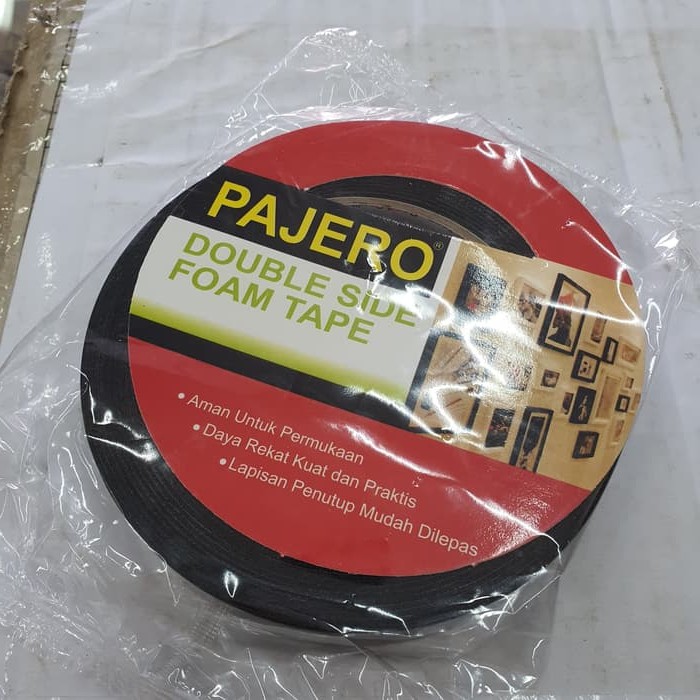 PAJERO®
DOUBLE SIDE
FOAM TAPE
• Aman Untuk Permukaan
• Daya Rekat Kuat dan Praktis
• Lapisan Penutup Mudah Dilepas